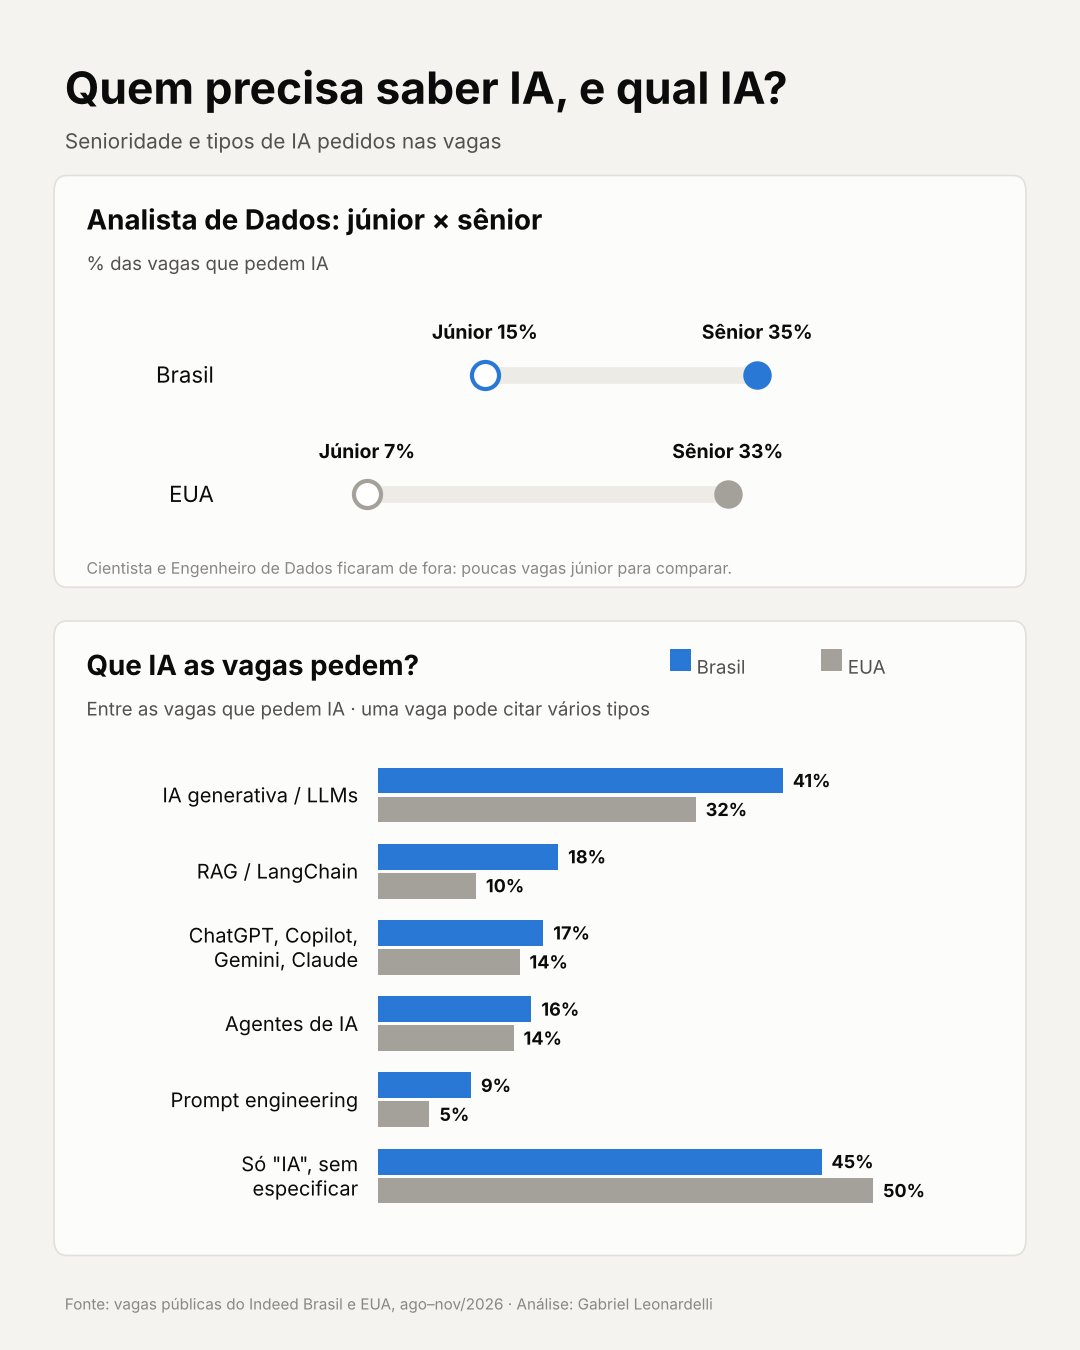 Quem precisa saber IA, e qual IA?
Senioridade e tipos de IA pedidos nas vagas
Analista de Dados: júnior × sênior
% das vagas que pedem IA
Júnior 15%
Sênior 35%
Brasil
Júnior 7%
Sênior 33%
EUA
Cientista e Engenheiro de Dados ficaram de fora: poucas vagas júnior para comparar.
Que IA as vagas pedem?
Brasil
EUA
Entre as vagas que pedem IA · uma vaga pode citar vários tipos
IA generativa / LLMs
41%
32%
RAG / LangChain
18%
10%
ChatGPT, Copilot,
Gemini, Claude
17%
14%
Agentes de IA
16%
14%
Prompt engineering
9%
5%
Só "IA", sem
especificar
45%
50%
Fonte: vagas públicas do Indeed Brasil e EUA, ago–nov/2026 · Análise: Gabriel Leonardelli